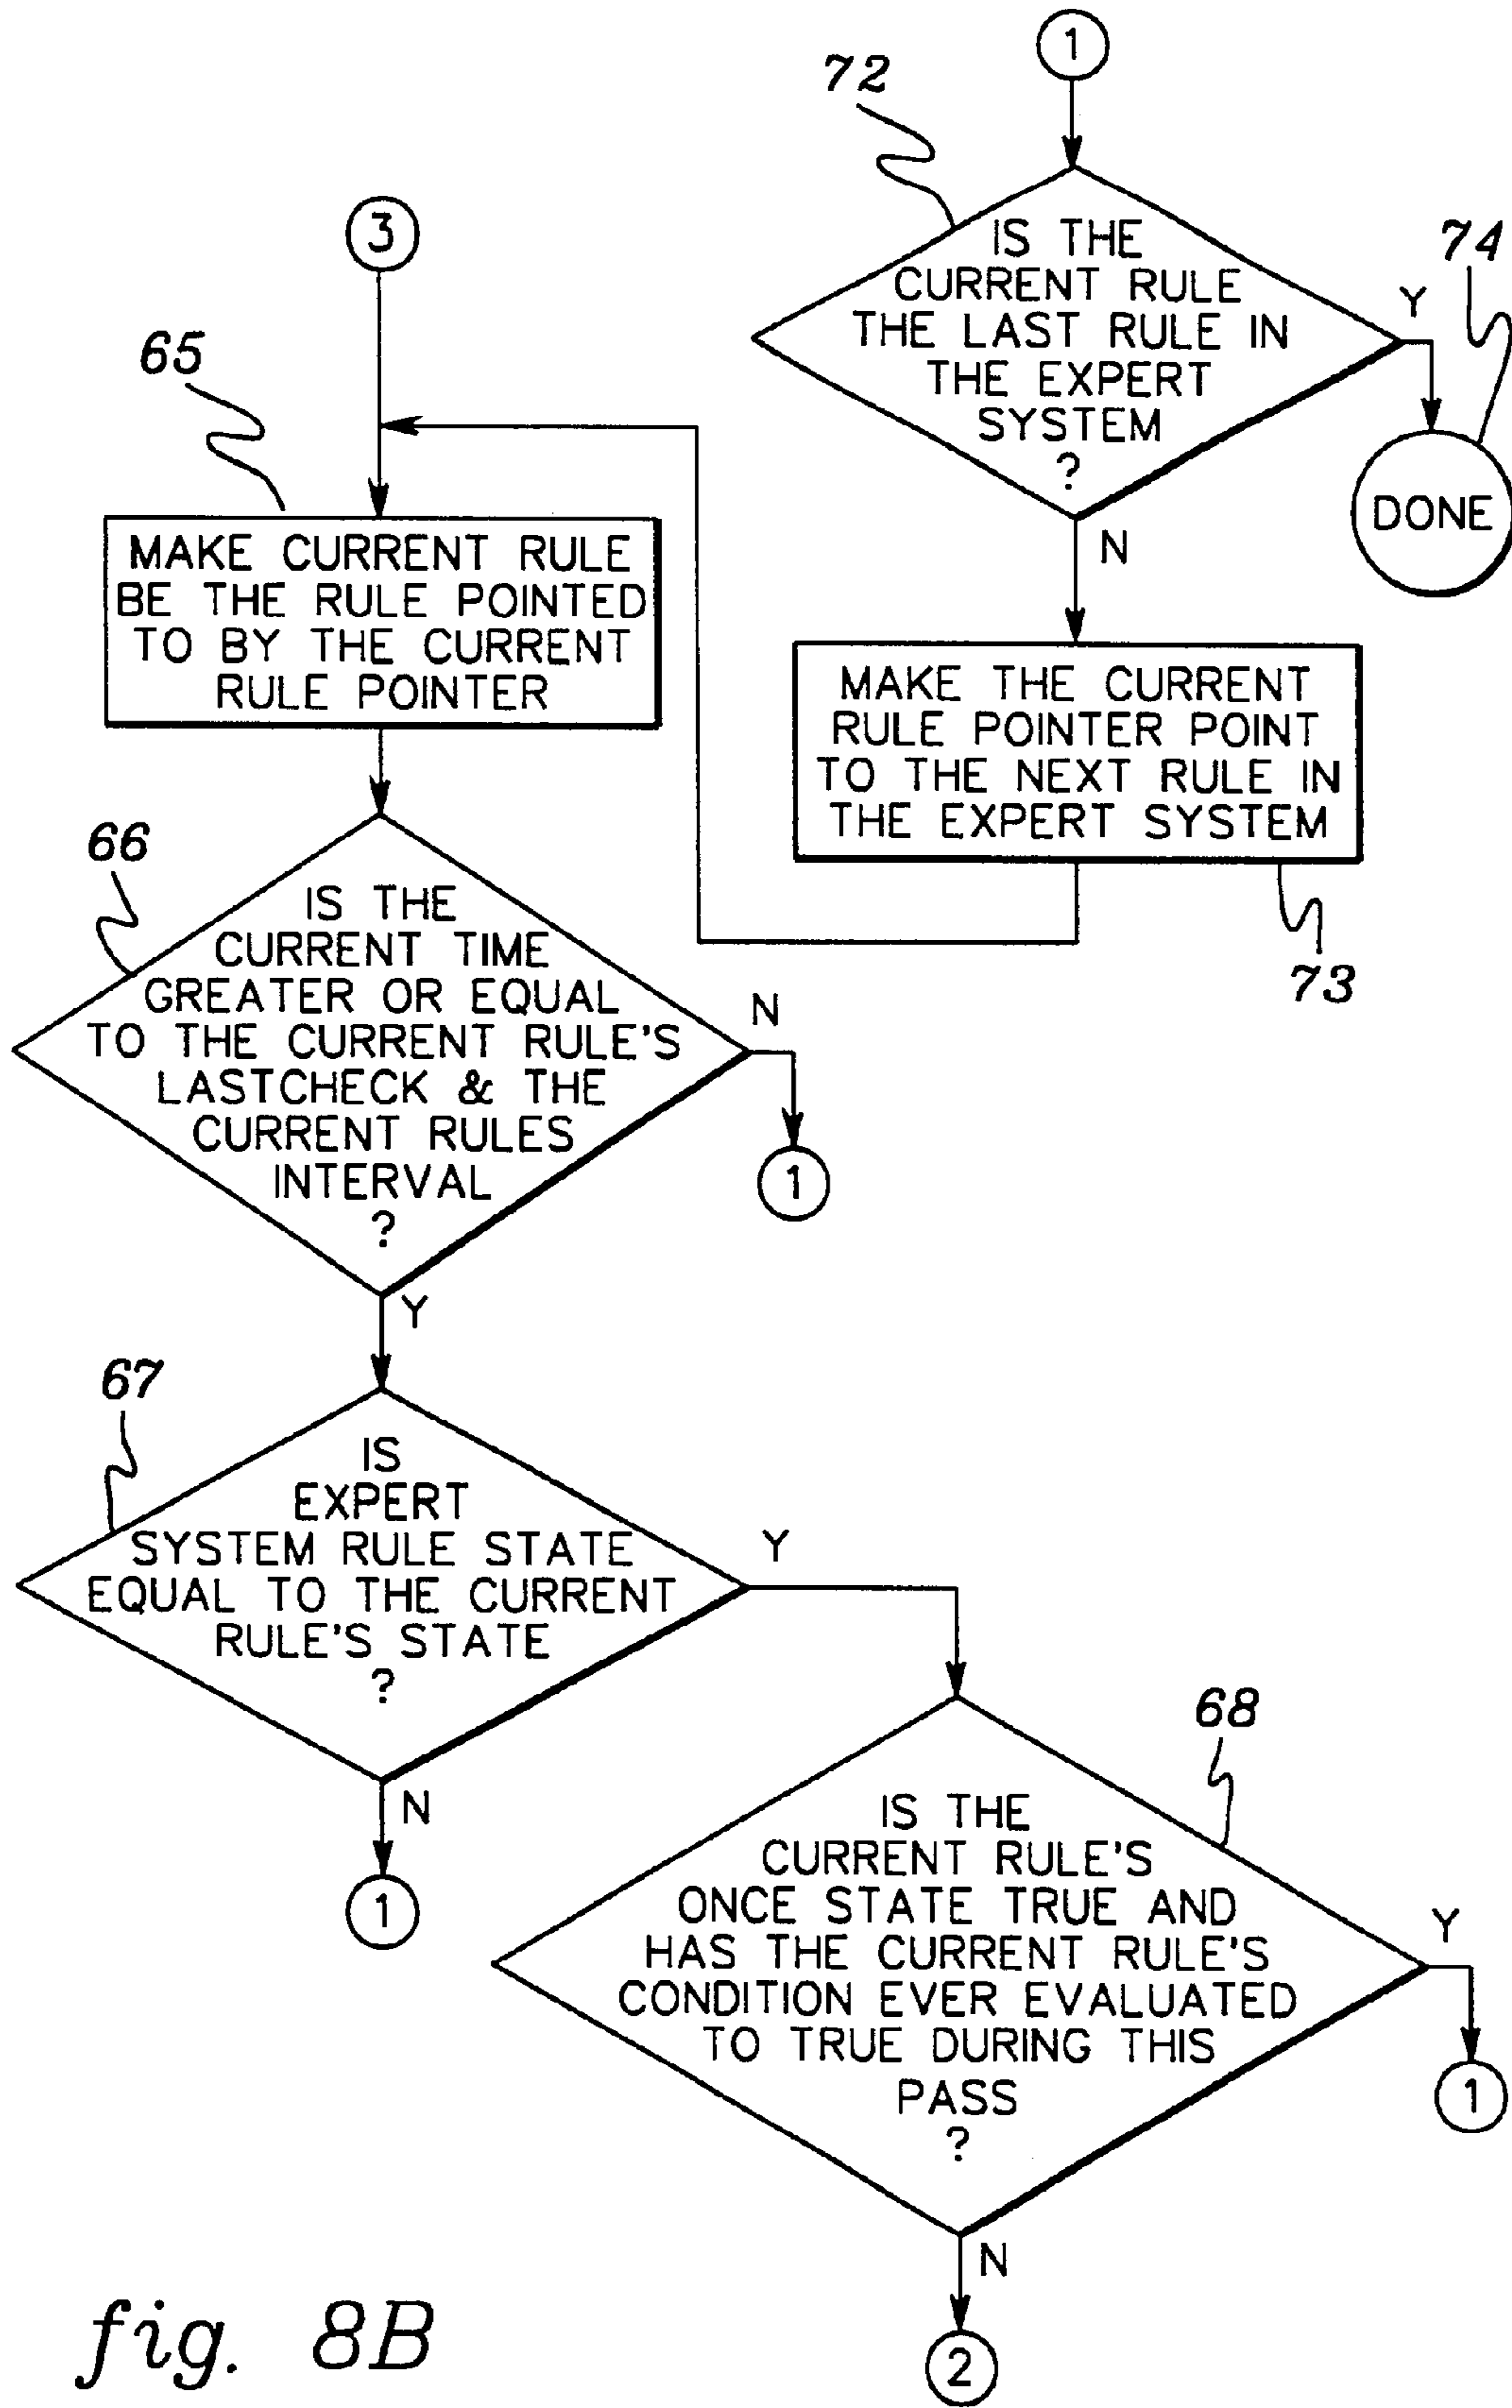 3
65
MAKE CURRENT RULE
BE THE RULE POINTED
TO BY THE CURRENT
RULE POINTER
66
IS THE
CURRENT TIME
GREATER OR EQUAL
TO THE CURRENT RULE'S
LASTCHECK & THE
CURRENT RULES
INTERVAL
?
N
1
Y
67
IS
EXPERT
SYSTEM RULE STATE
EQUAL TO THE CURRENT
RULE'S STATE
?
Y
N
1
68
IS THE
CURRENT RULE'S
ONCE STATE TRUE AND
HAS THE CURRENT RULE'S
CONDITION EVER EVALUATED
TO TRUE DURING THIS
PASS
?
Y
1
N
2
1
72
IS THE
CURRENT RULE
THE LAST RULE IN
THE EXPERT
SYSTEM
?
Y
74
DONE
N
MAKE THE CURRENT
RULE POINTER POINT
TO THE NEXT RULE IN
THE EXPERT SYSTEM
73
fig. 8B